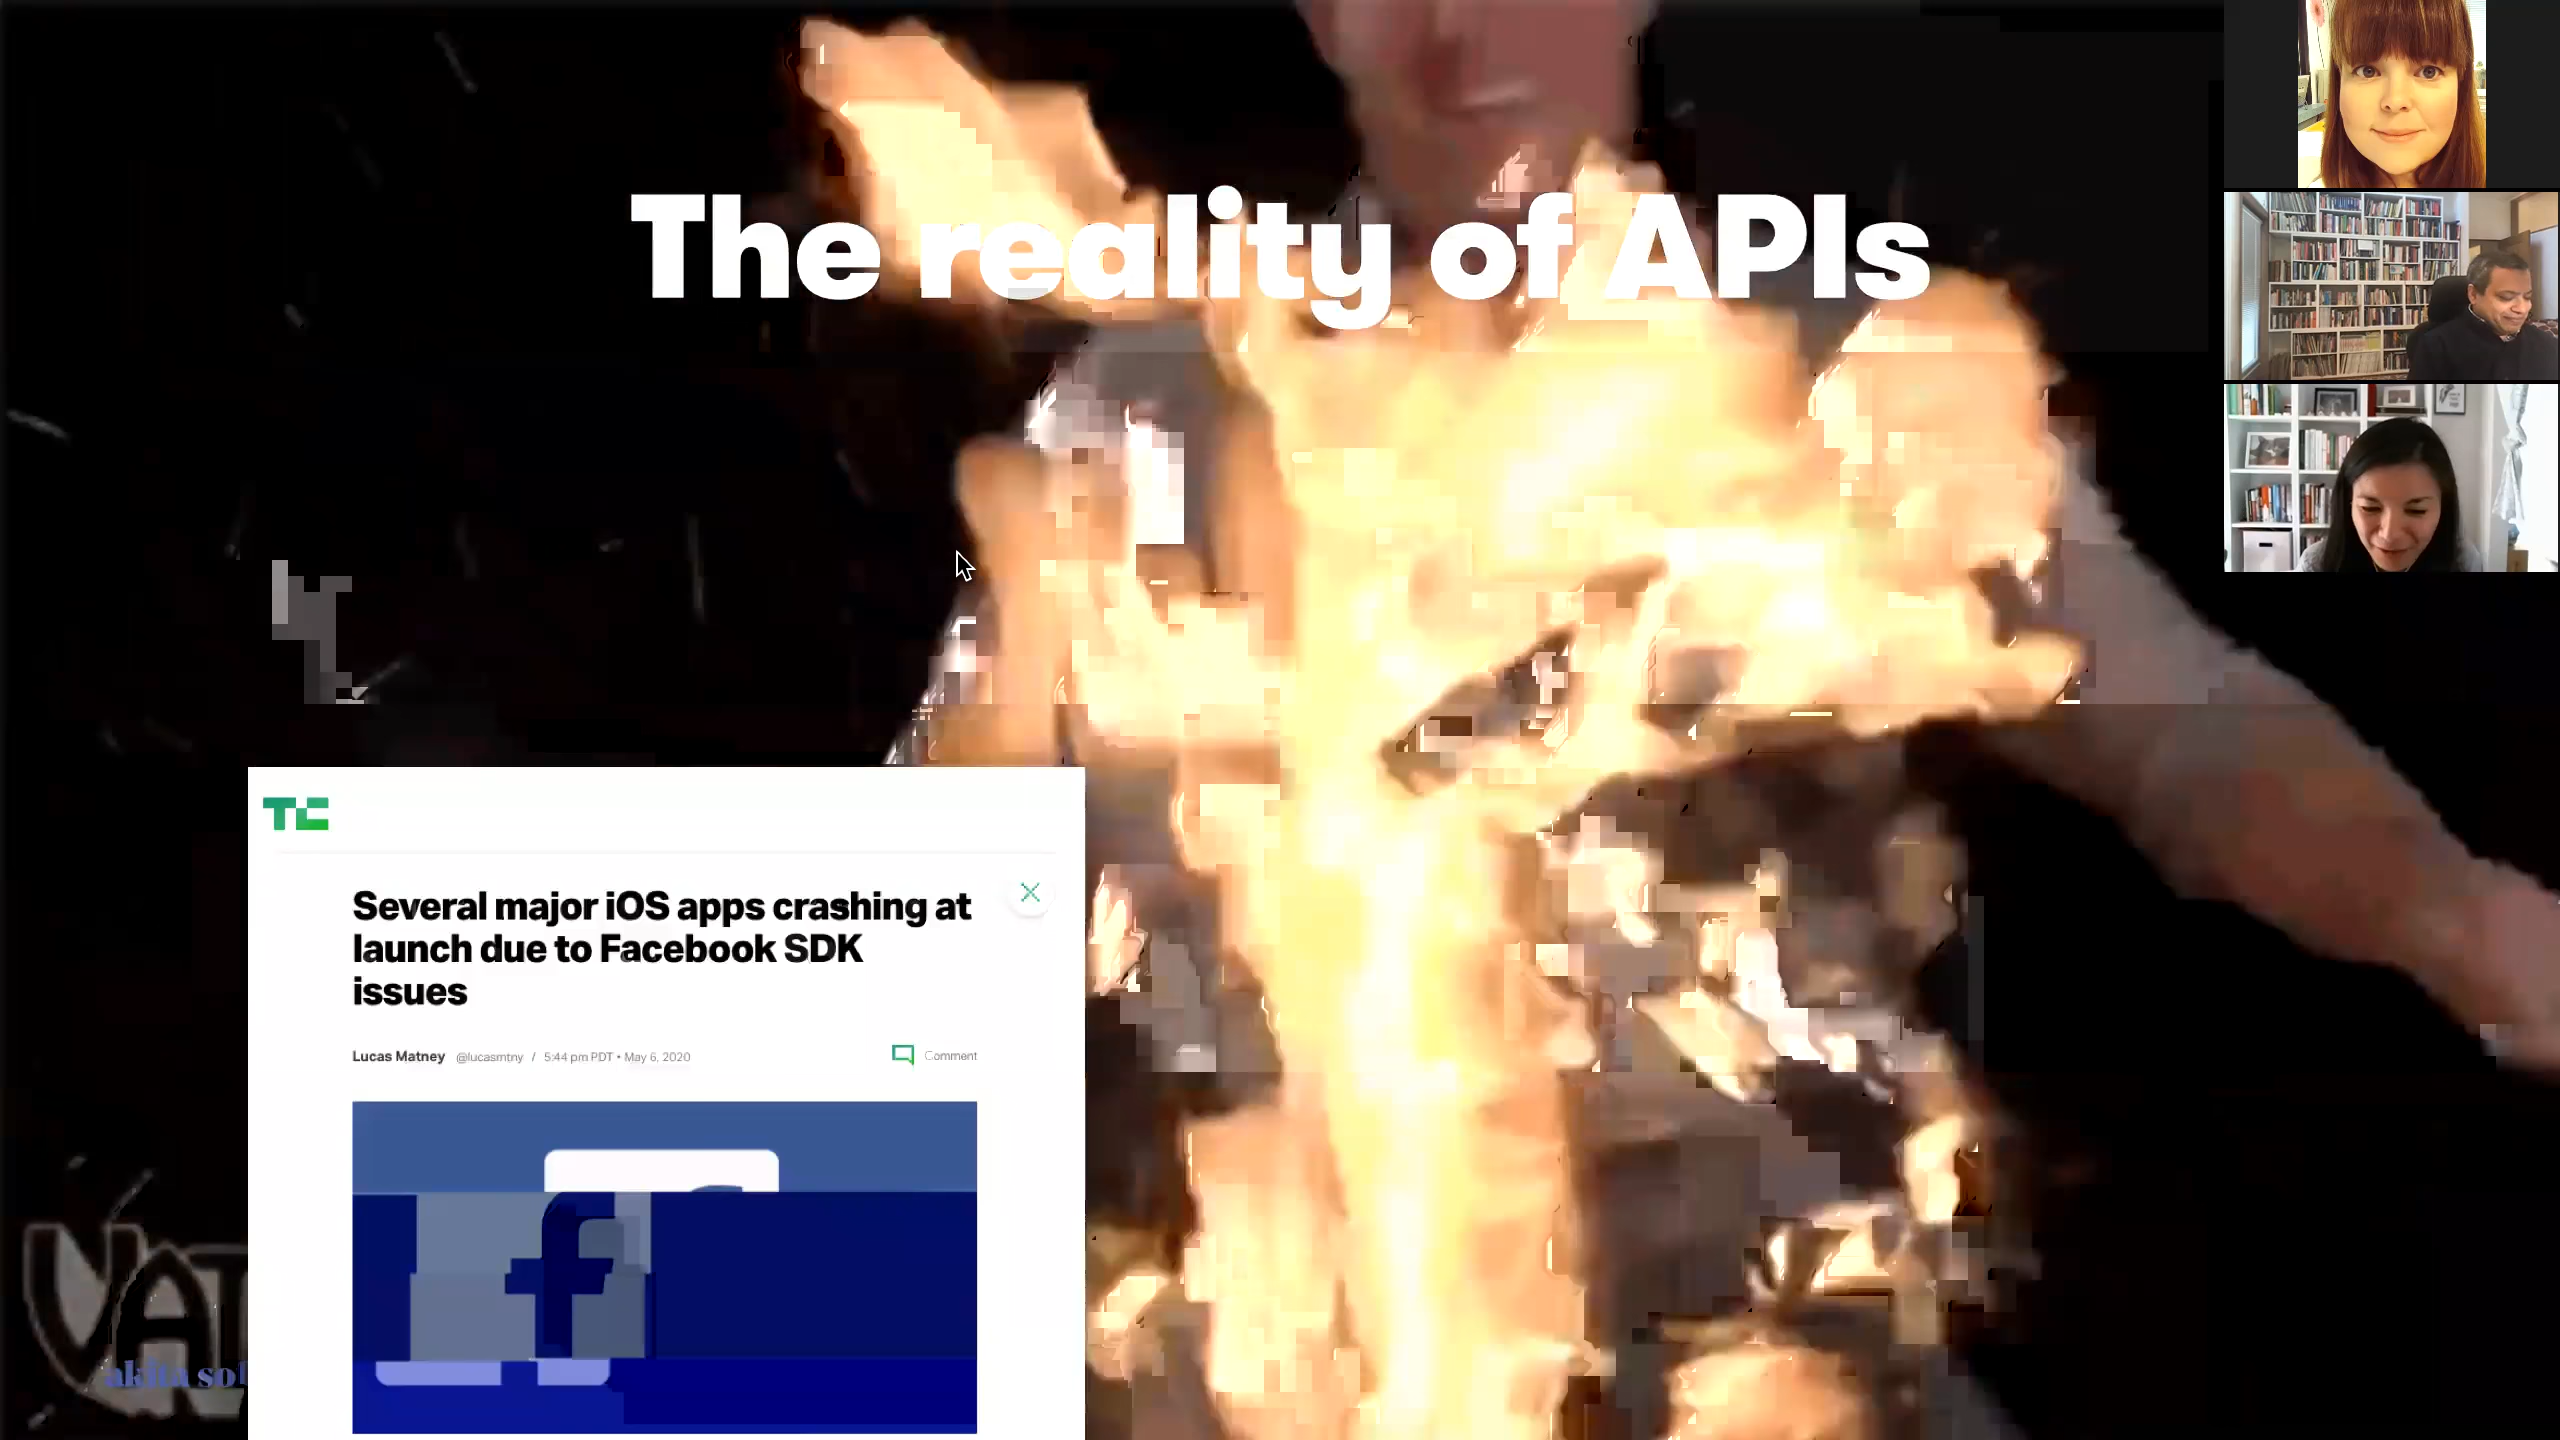 The reality of APIs
TC
Several major iOS apps crashing at
launch due to Facebook SDK
issues
Lucas Matney @lucasmtny / 5:44 pm PDT • May 6, 2020
Comment
f
akita